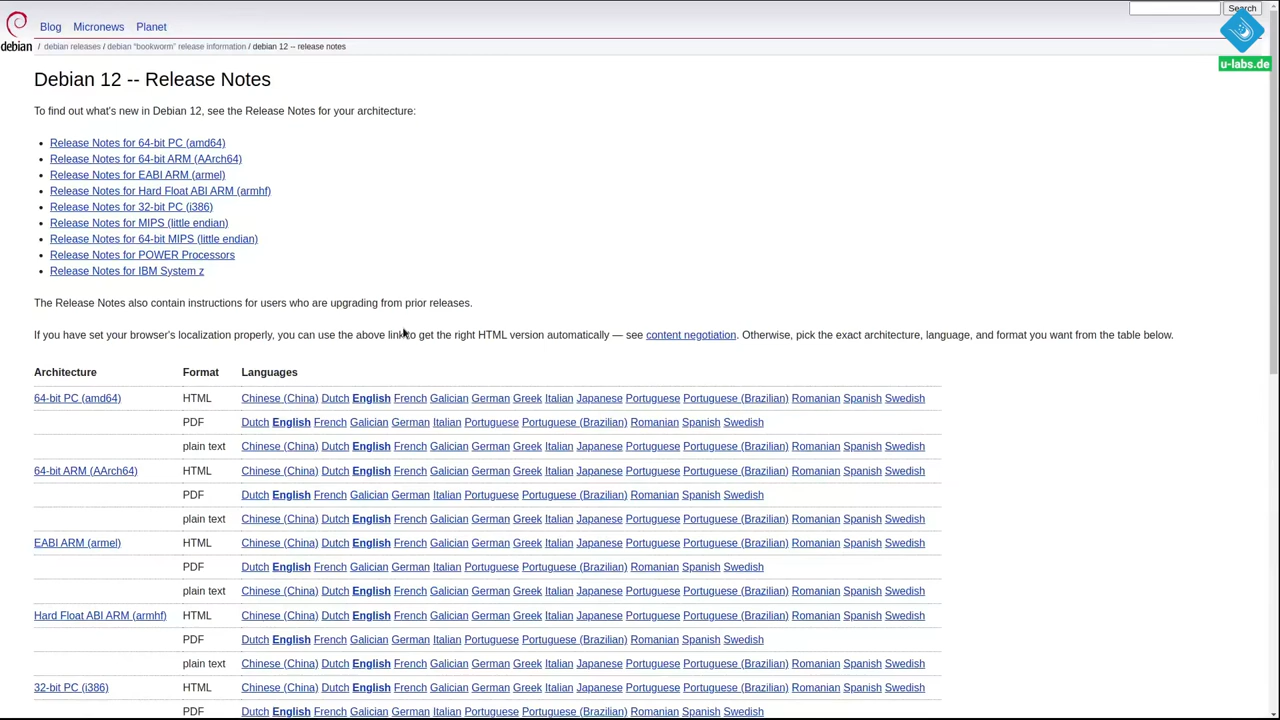 Search
Blog Micronews Planet
debian
/ debian releases / debian “bookworm” release information / debian 12 -- release notes
u-labs.de
Debian 12 -- Release Notes
To find out what's new in Debian 12, see the Release Notes for your architecture:
Release Notes for 64-bit PC (amd64)
Release Notes for 64-bit ARM (AArch64)
Release Notes for EABI ARM (armel)
Release Notes for Hard Float ABI ARM (armhf)
Release Notes for 32-bit PC (i386)
Release Notes for MIPS (little endian)
Release Notes for 64-bit MIPS (little endian)
Release Notes for POWER Processors
Release Notes for IBM System z
The Release Notes also contain instructions for users who are upgrading from prior releases.
If you have set your browser's localization properly, you can use the above link to get the right HTML version automatically — see content negotiation. Otherwise, pick the exact architecture, language, and format you want from the table below.
Architecture Format Languages
64-bit PC (amd64) HTML Chinese (China) Dutch English French Galician German Greek Italian Japanese Portuguese Portuguese (Brazilian) Romanian Spanish Swedish
PDF Dutch English French Galician German Italian Portuguese Portuguese (Brazilian) Romanian Spanish Swedish
plain text Chinese (China) Dutch English French Galician German Greek Italian Japanese Portuguese Portuguese (Brazilian) Romanian Spanish Swedish
64-bit ARM (AArch64) HTML Chinese (China) Dutch English French Galician German Greek Italian Japanese Portuguese Portuguese (Brazilian) Romanian Spanish Swedish
PDF Dutch English French Galician German Italian Portuguese Portuguese (Brazilian) Romanian Spanish Swedish
plain text Chinese (China) Dutch English French Galician German Greek Italian Japanese Portuguese Portuguese (Brazilian) Romanian Spanish Swedish
EABI ARM (armel) HTML Chinese (China) Dutch English French Galician German Greek Italian Japanese Portuguese Portuguese (Brazilian) Romanian Spanish Swedish
PDF Dutch English French Galician German Italian Portuguese Portuguese (Brazilian) Romanian Spanish Swedish
plain text Chinese (China) Dutch English French Galician German Greek Italian Japanese Portuguese Portuguese (Brazilian) Romanian Spanish Swedish
Hard Float ABI ARM (armhf) HTML Chinese (China) Dutch English French Galician German Greek Italian Japanese Portuguese Portuguese (Brazilian) Romanian Spanish Swedish
PDF Dutch English French Galician German Italian Portuguese Portuguese (Brazilian) Romanian Spanish Swedish
plain text Chinese (China) Dutch English French Galician German Greek Italian Japanese Portuguese Portuguese (Brazilian) Romanian Spanish Swedish
32-bit PC (i386) HTML Chinese (China) Dutch English French Galician German Greek Italian Japanese Portuguese Portuguese (Brazilian) Romanian Spanish Swedish
PDF Dutch English French Galician German Italian Portuguese Portuguese (Brazilian) Romanian Spanish Swedish